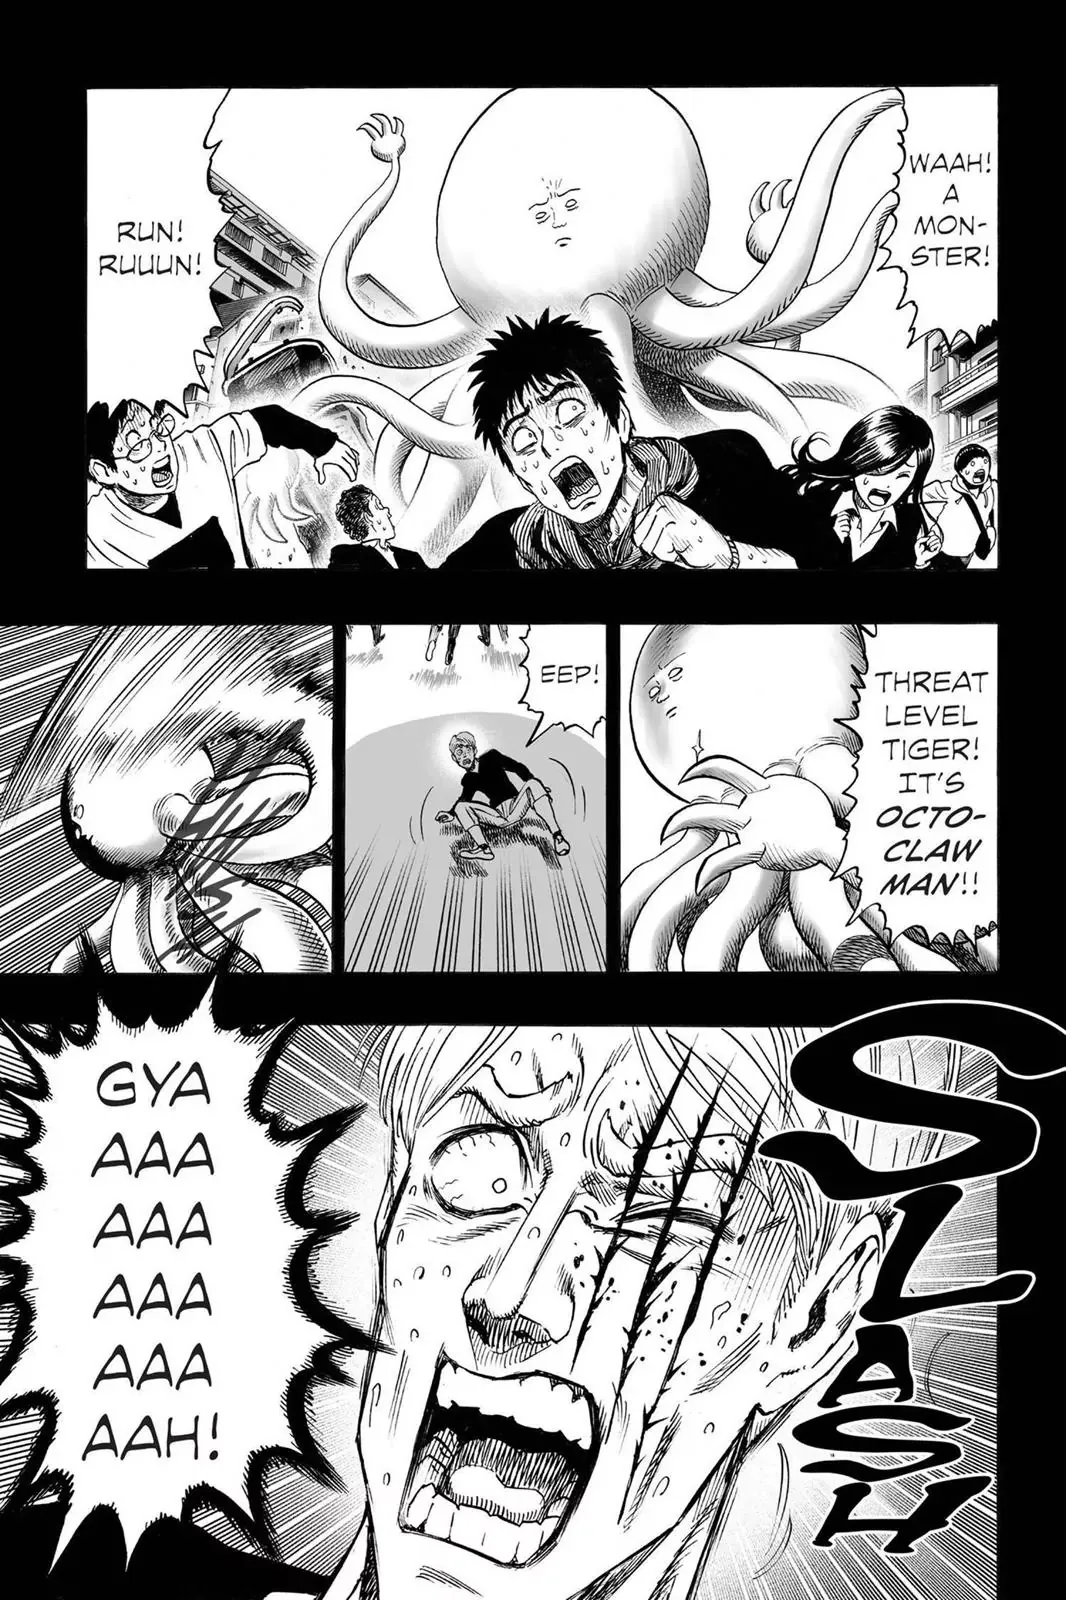 WAAH!
A
MON-
STER!
RUN!
RUUUN!
THREAT
LEVEL
TIGER!
IT'S
OCTO-
CLAW
MAN!!
EEP!
SLASH
GYA
AAA
AAA
AAA
AAA
AAH!